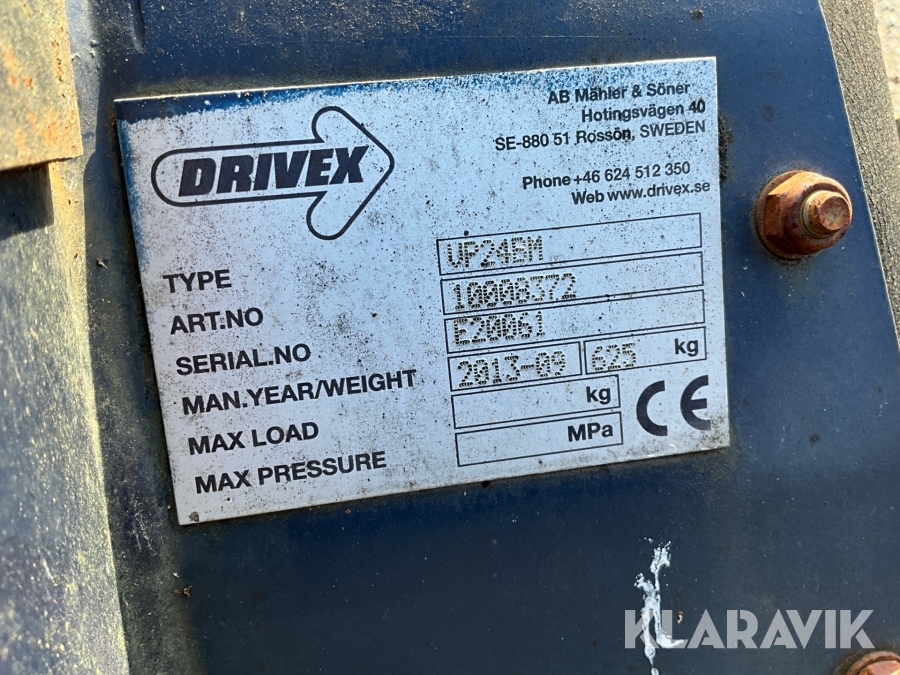 DRIVEX
AB Mähler & Söner
Hotingsvägen 40
SE-880 51 Rossön, SWEDEN
Phone +46 624 512 350
Web www.drivex.se
TYPE VP24BM
ART.NO 10008372
SERIAL.NO E20061
MAN.YEAR/WEIGHT 2013-09 625 kg
MAX LOAD kg
MAX PRESSURE MPa
CE
KLARAVIK